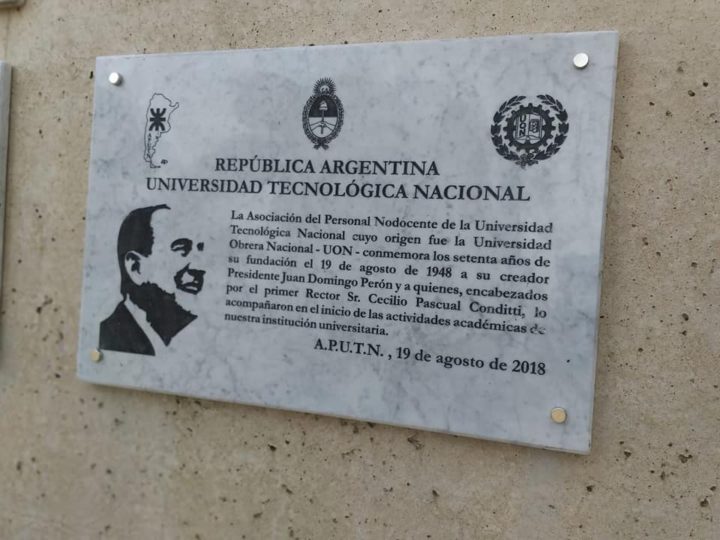 UON
REPÚBLICA ARGENTINA
UNIVERSIDAD TECNOLÓGICA NACIONAL
La Asociación del Personal Nodocente de la Universidad
Tecnológica Nacional cuyo origen fue la Universidad
Obrera Nacional - UON - conmemora los setenta años de
su fundación el 19 de agosto de 1948 a su creador
Presidente Juan Domingo Perón y a quienes, encabezados
por el primer Rector Sr. Cecilio Pascual Conditti, lo
acompañaron en el inicio de las actividades académicas de
nuestra institución universitaria.
A.P.U.T.N. , 19 de agosto de 2018